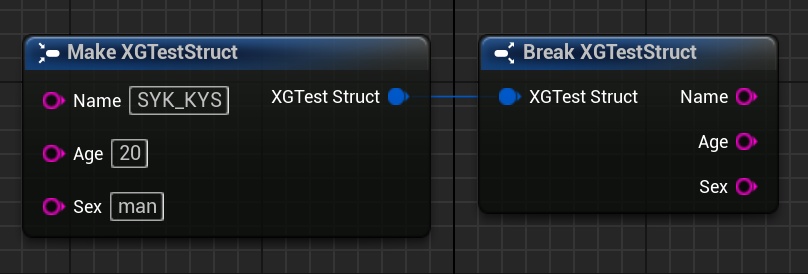 Make XGTestStruct
Name SYK_KYS
XGTest Struct
Age 20
Sex man
Break XGTestStruct
XGTest Struct
Name
Age
Sex